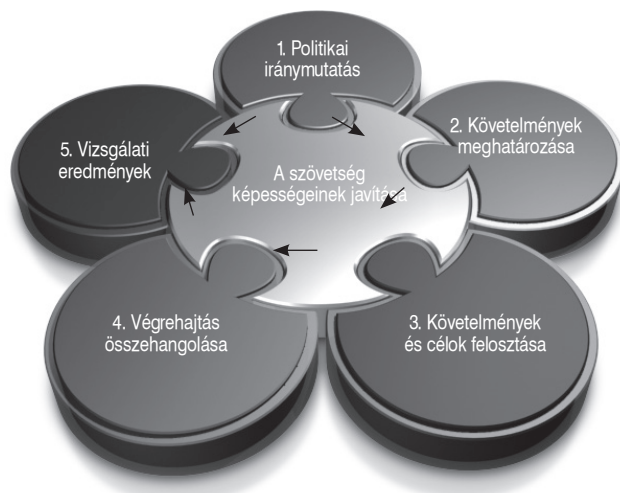 1. Politikai
iránymutatás
2. Követelmények
meghatározása
5. Vizsgálati
eredmények
A szövetség
képességeinek javítása
4. Végrehajtás
összehangolása
3. Követelmények
és célok felosztása